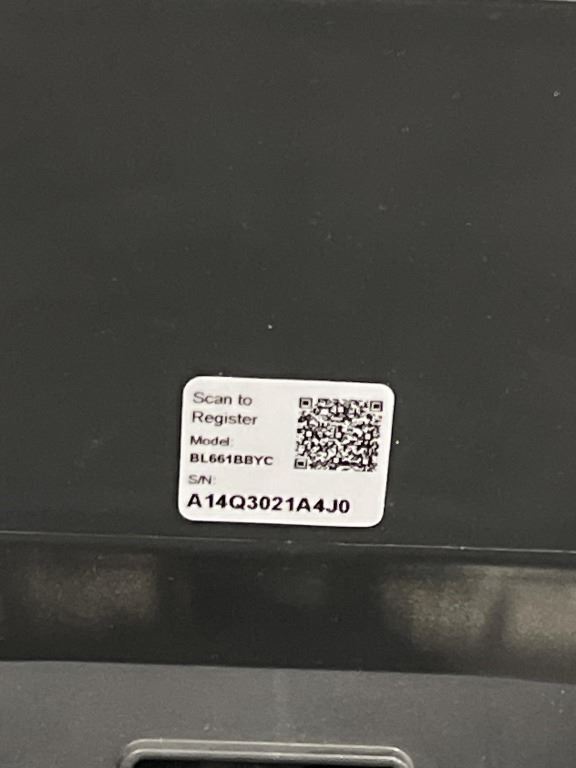 Scan to
Register
Model:
BL661BBYC
S/N:
A14Q3021A4J0